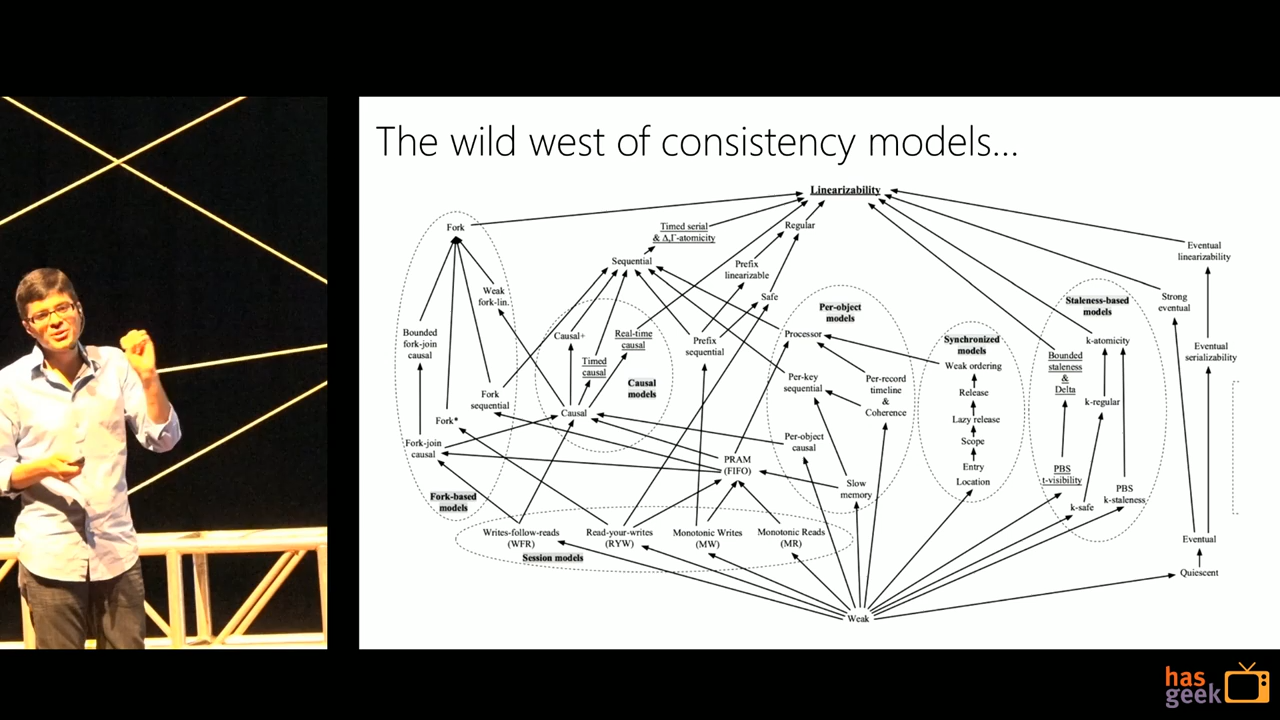 The wild west of consistency models...
Linearizability
Fork
Timed serial
& Δ,Γ-atomicity
Regular
Eventual
linearizability
Sequential
Prefix
linearizable
Weak
fork-lin.
Safe
Strong
eventual
Staleness-based
models
Per-object
models
Bounded
fork-join
causal
Causal+
Real-time
causal
Prefix
sequential
Processor
Synchronized
models
k-atomicity
Eventual
serializability
Timed
causal
Causal
models
Per-key
sequential
Per-record
timeline
&
Coherence
Weak ordering
Bounded
staleness
&
Delta
Fork
sequential
Release
k-regular
Fork*
Causal
Lazy release
Fork-join
causal
Per-object
causal
Scope
PRAM
(FIFO)
Entry
Location
PBS
t-visibility
Slow
memory
PBS
k-staleness
k-safe
Fork-based
models
Writes-follow-reads
(WFR)
Read-your-writes
(RYW)
Monotonic Writes
(MW)
Monotonic Reads
(MR)
Session models
Eventual
Quiescent
Weak
has
geek